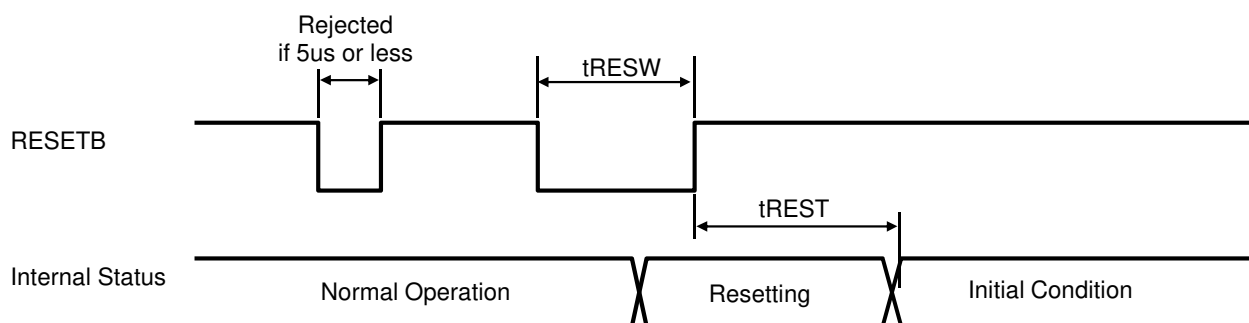 Rejected
if 5us or less
tRESW
RESETB
tREST
Internal Status
Normal Operation
Resetting
Initial Condition